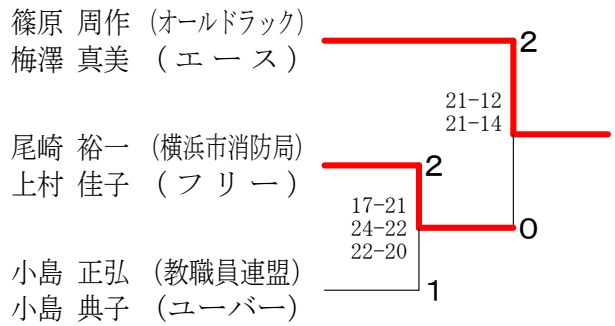 篠原 周作 (オールドラック)
梅澤 真美 (エース)
2
21-12
21-14
尾崎 裕一 (横浜市消防局)
上村 佳子 (フリー)
2
17-21
24-22
22-20
0
小島 正弘 (教職員連盟)
小島 典子 (ユーバー)
1